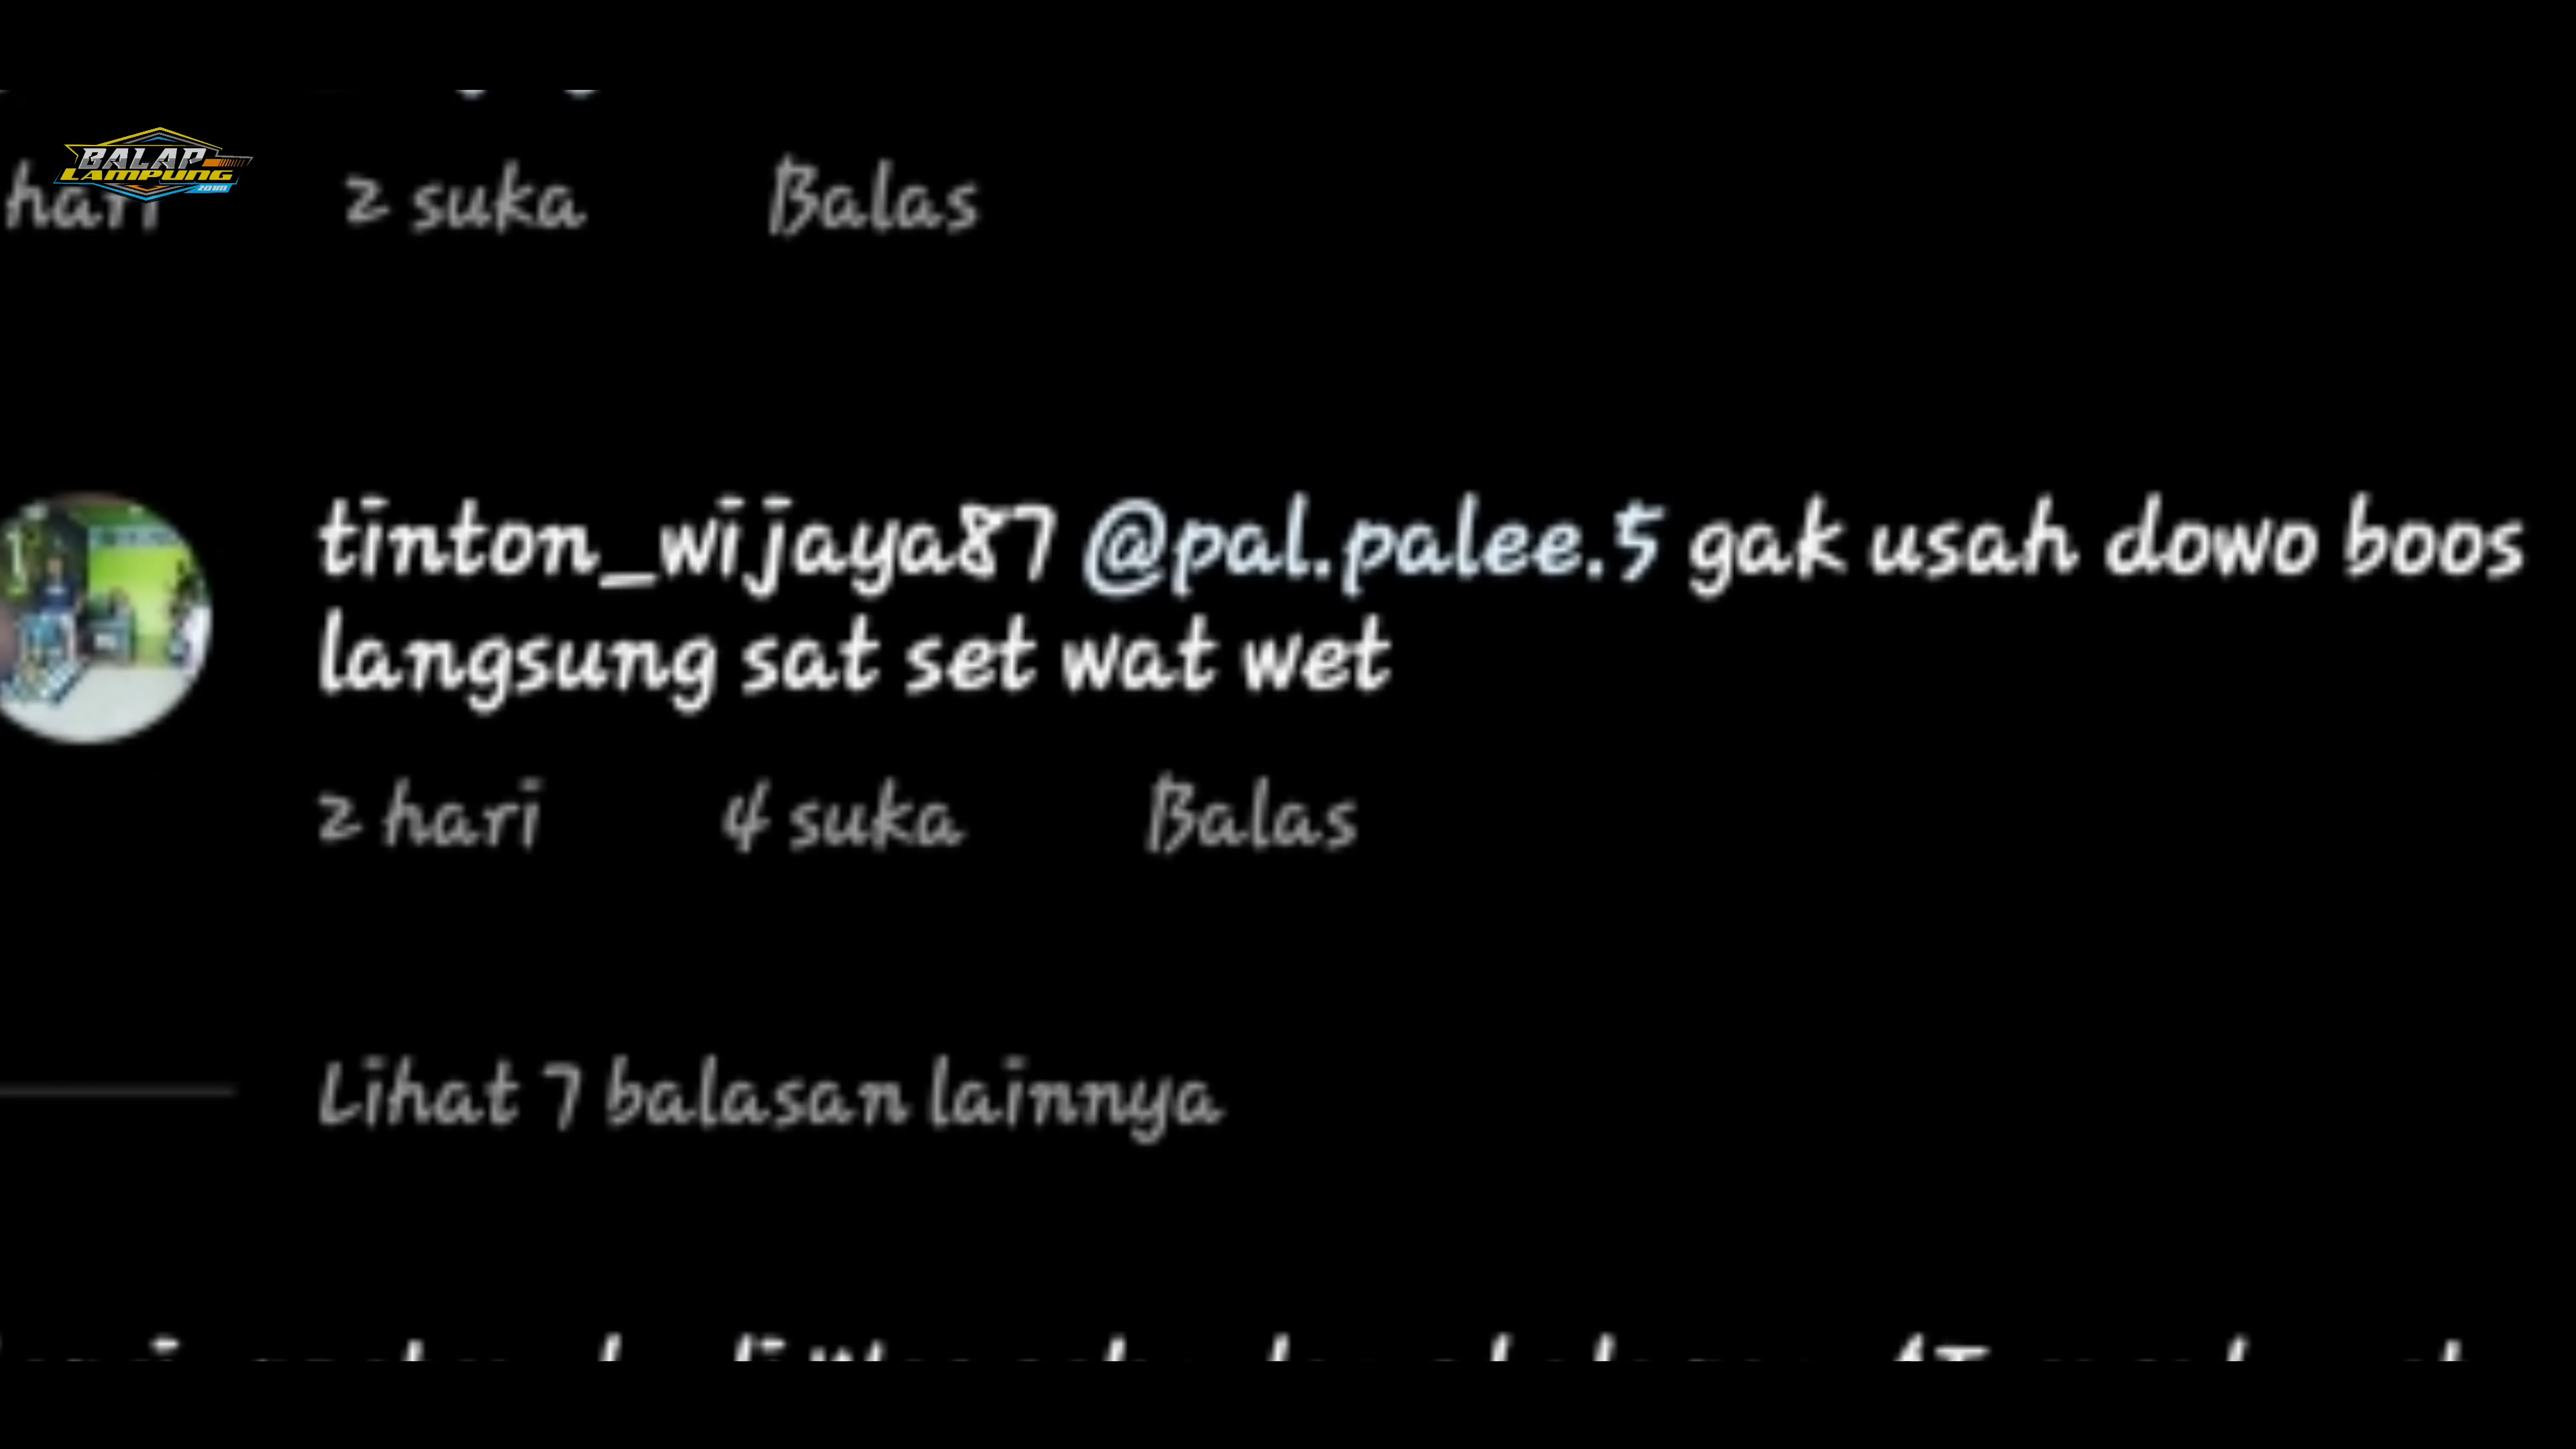 BALAP
LAMPUNG
hari 2 suka Balas
tinton_wijaya87 @pal.palee.5 gak usah dowo boos
langsung sat set wat wet
2 hari 4 suka Balas
Lihat 7 balasan lainnya